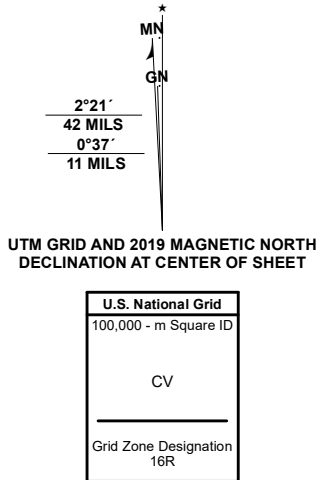 MN
GN
2°21´
42 MILS
0°37´
11 MILS
UTM GRID AND 2019 MAGNETIC NORTH
DECLINATION AT CENTER OF SHEET
U.S. National Grid
100,000 - m Square ID
CV
Grid Zone Designation
16R